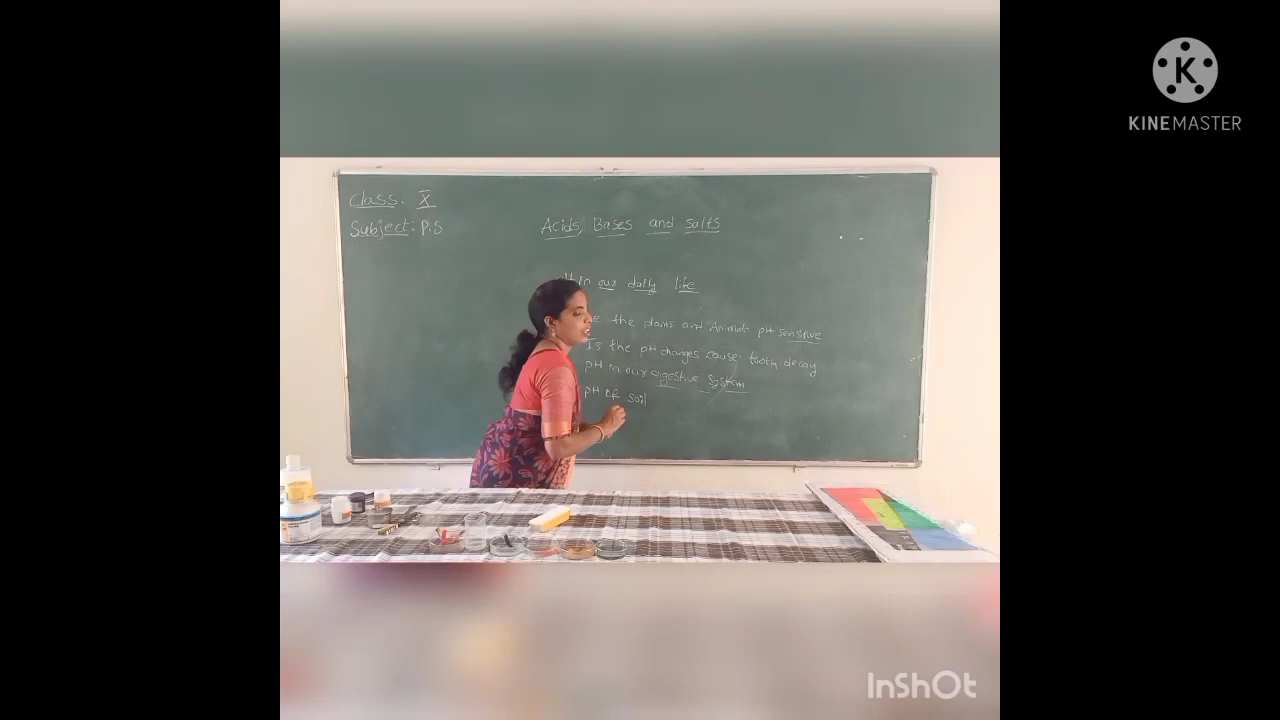 KINEMASTER
Class: X
Subject: P.S
Acids, Bases and Salts
in our daily life
the plants and Animals pH sensitive
Is the pH changes cause tooth decay
pH in our digestive system
pH OR soil
InShOt